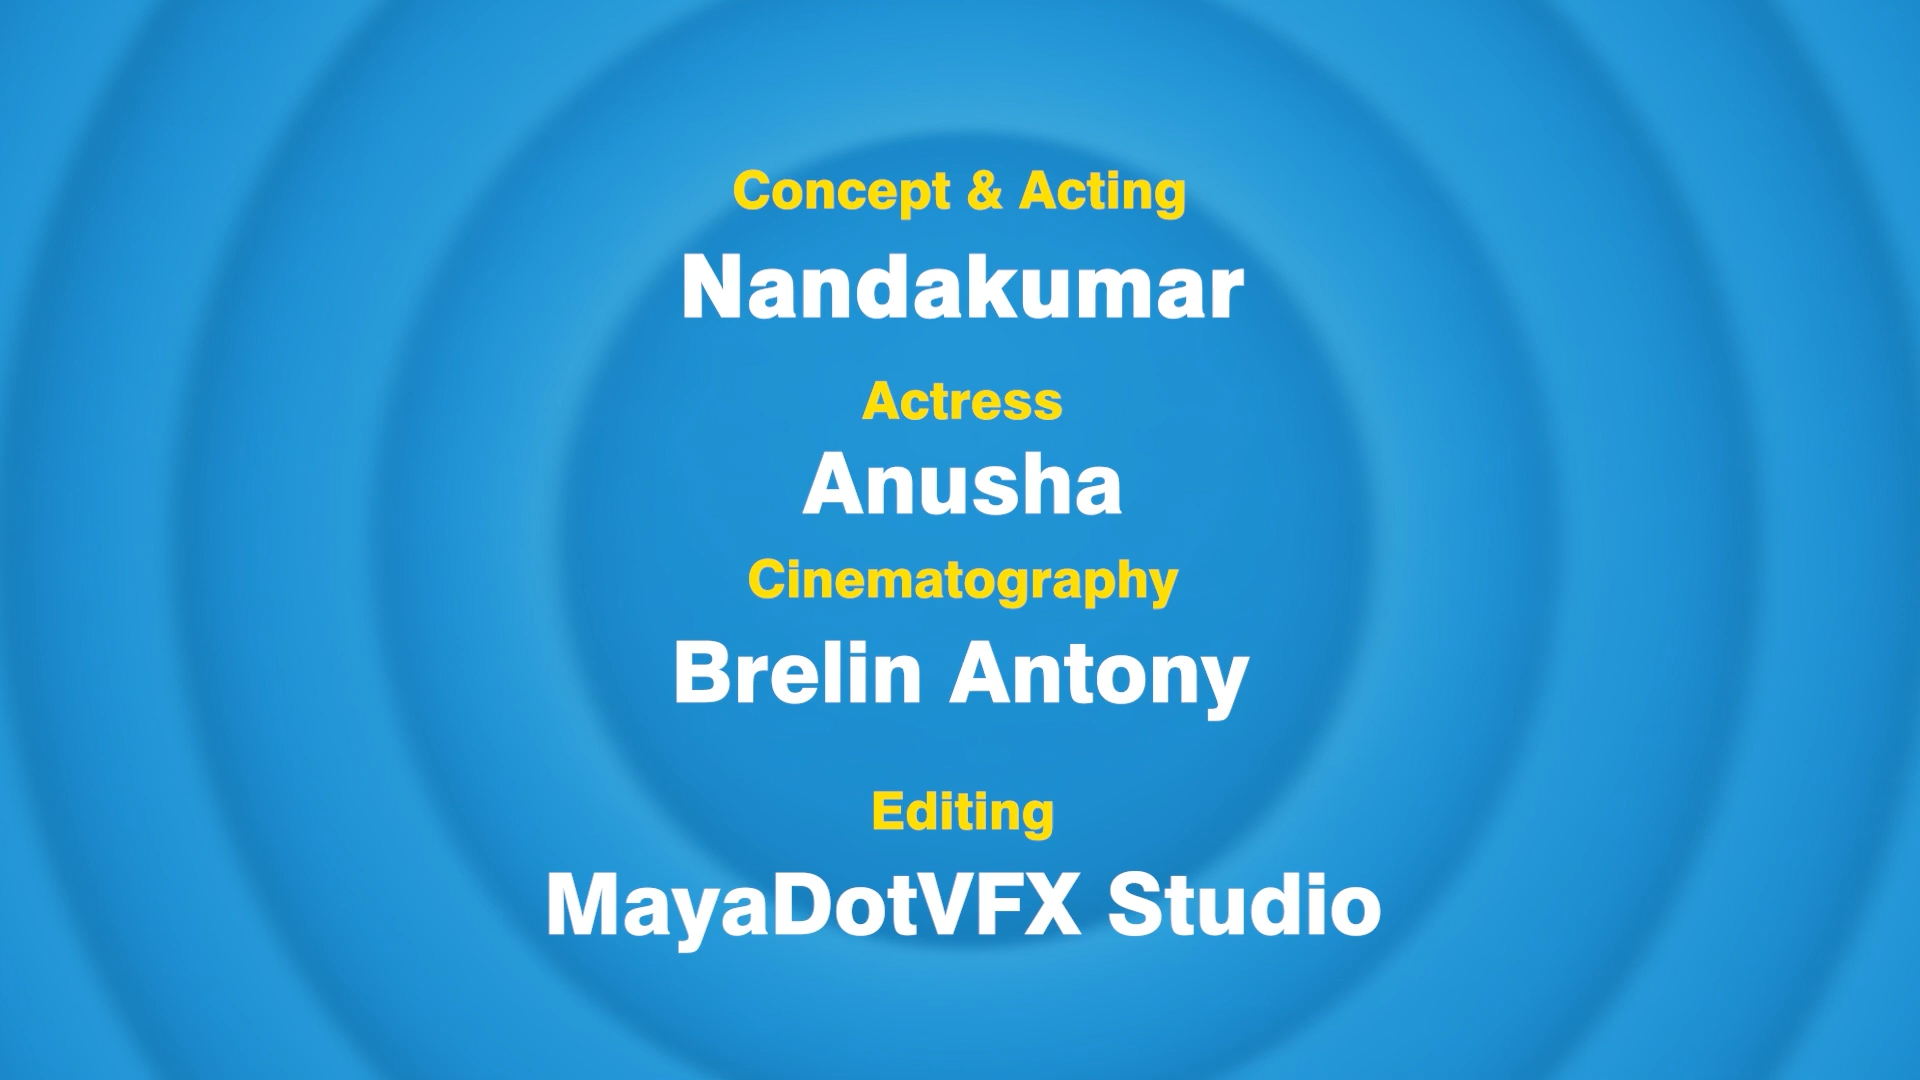 Concept & Acting
Nandakumar
Actress
Anusha
Cinematography
Brelin Antony
Editing
MayaDotVFX Studio